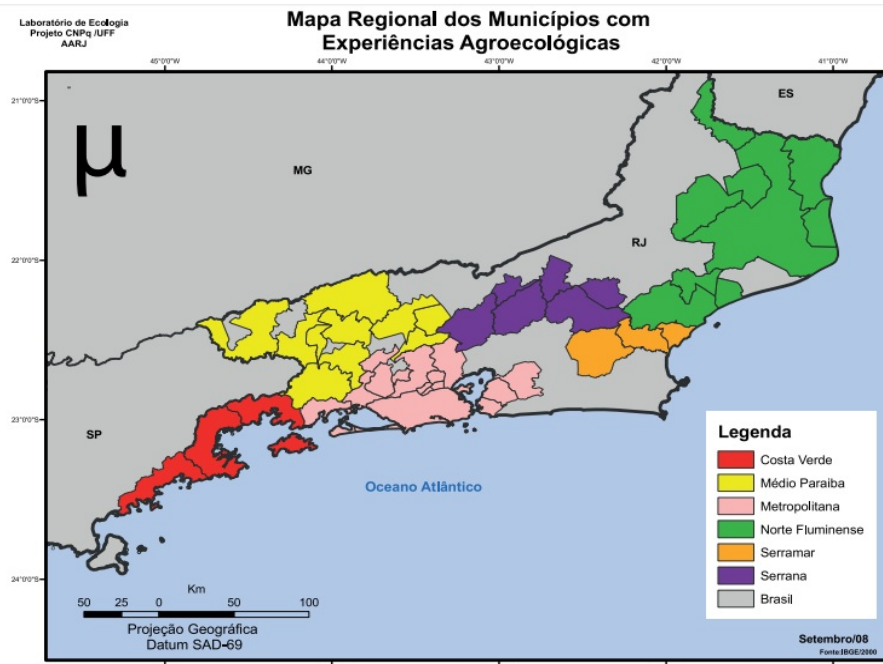 Laboratório de Ecologia
Projeto CNPq /UFF
AARJ
Mapa Regional dos Municípios com
Experiências Agroecológicas
45°0'0"W
44°0'0"W
43°0'0"W
42°0'0"W
41°0'0"W
21°0'0"S
22°0'0"S
23°0'0"S
24°0'0"S
µ
ES
MG
RJ
SP
Oceano Atlântico
Legenda
Costa Verde
Médio Paraiba
Metropolitana
Norte Fluminense
Serramar
Serrana
Brasil
Km
50 25 0 50 100
Projeção Geográfica
Datum SAD-69
Setembro/08
Fonte:IBGE/2000